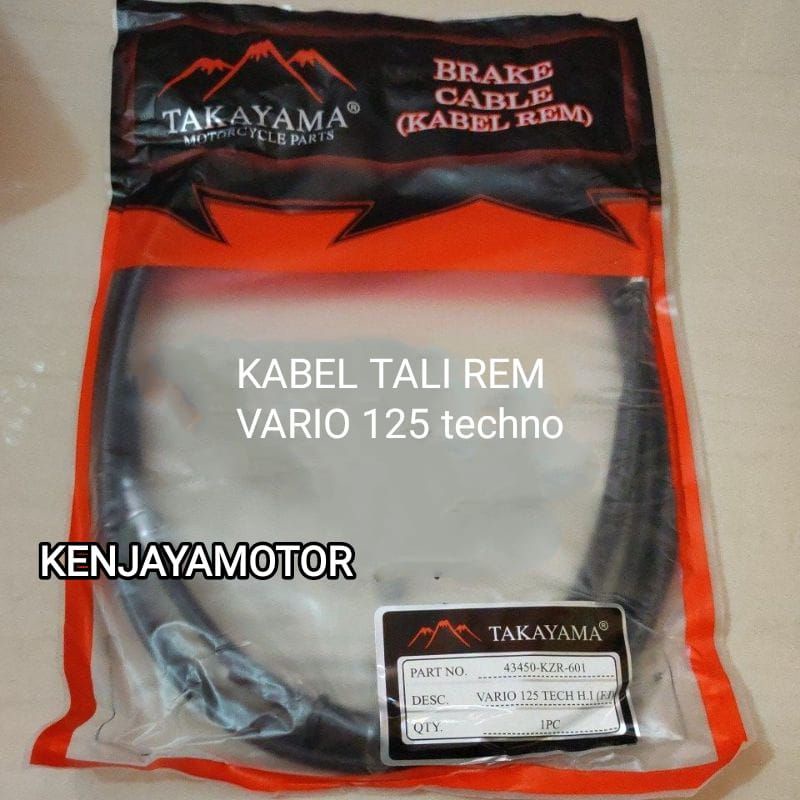 TAKAYAMA®
MOTORCYCLE PARTS
BRAKE
CABLE
(KABEL REM)
KABEL TALI REM
VARIO 125 techno
KENJAYAMOTOR
TAKAYAMA®
PART NO. 43450-KZR-601
DESC. VARIO 125 TECH H.I (FI)
QTY. 1PC